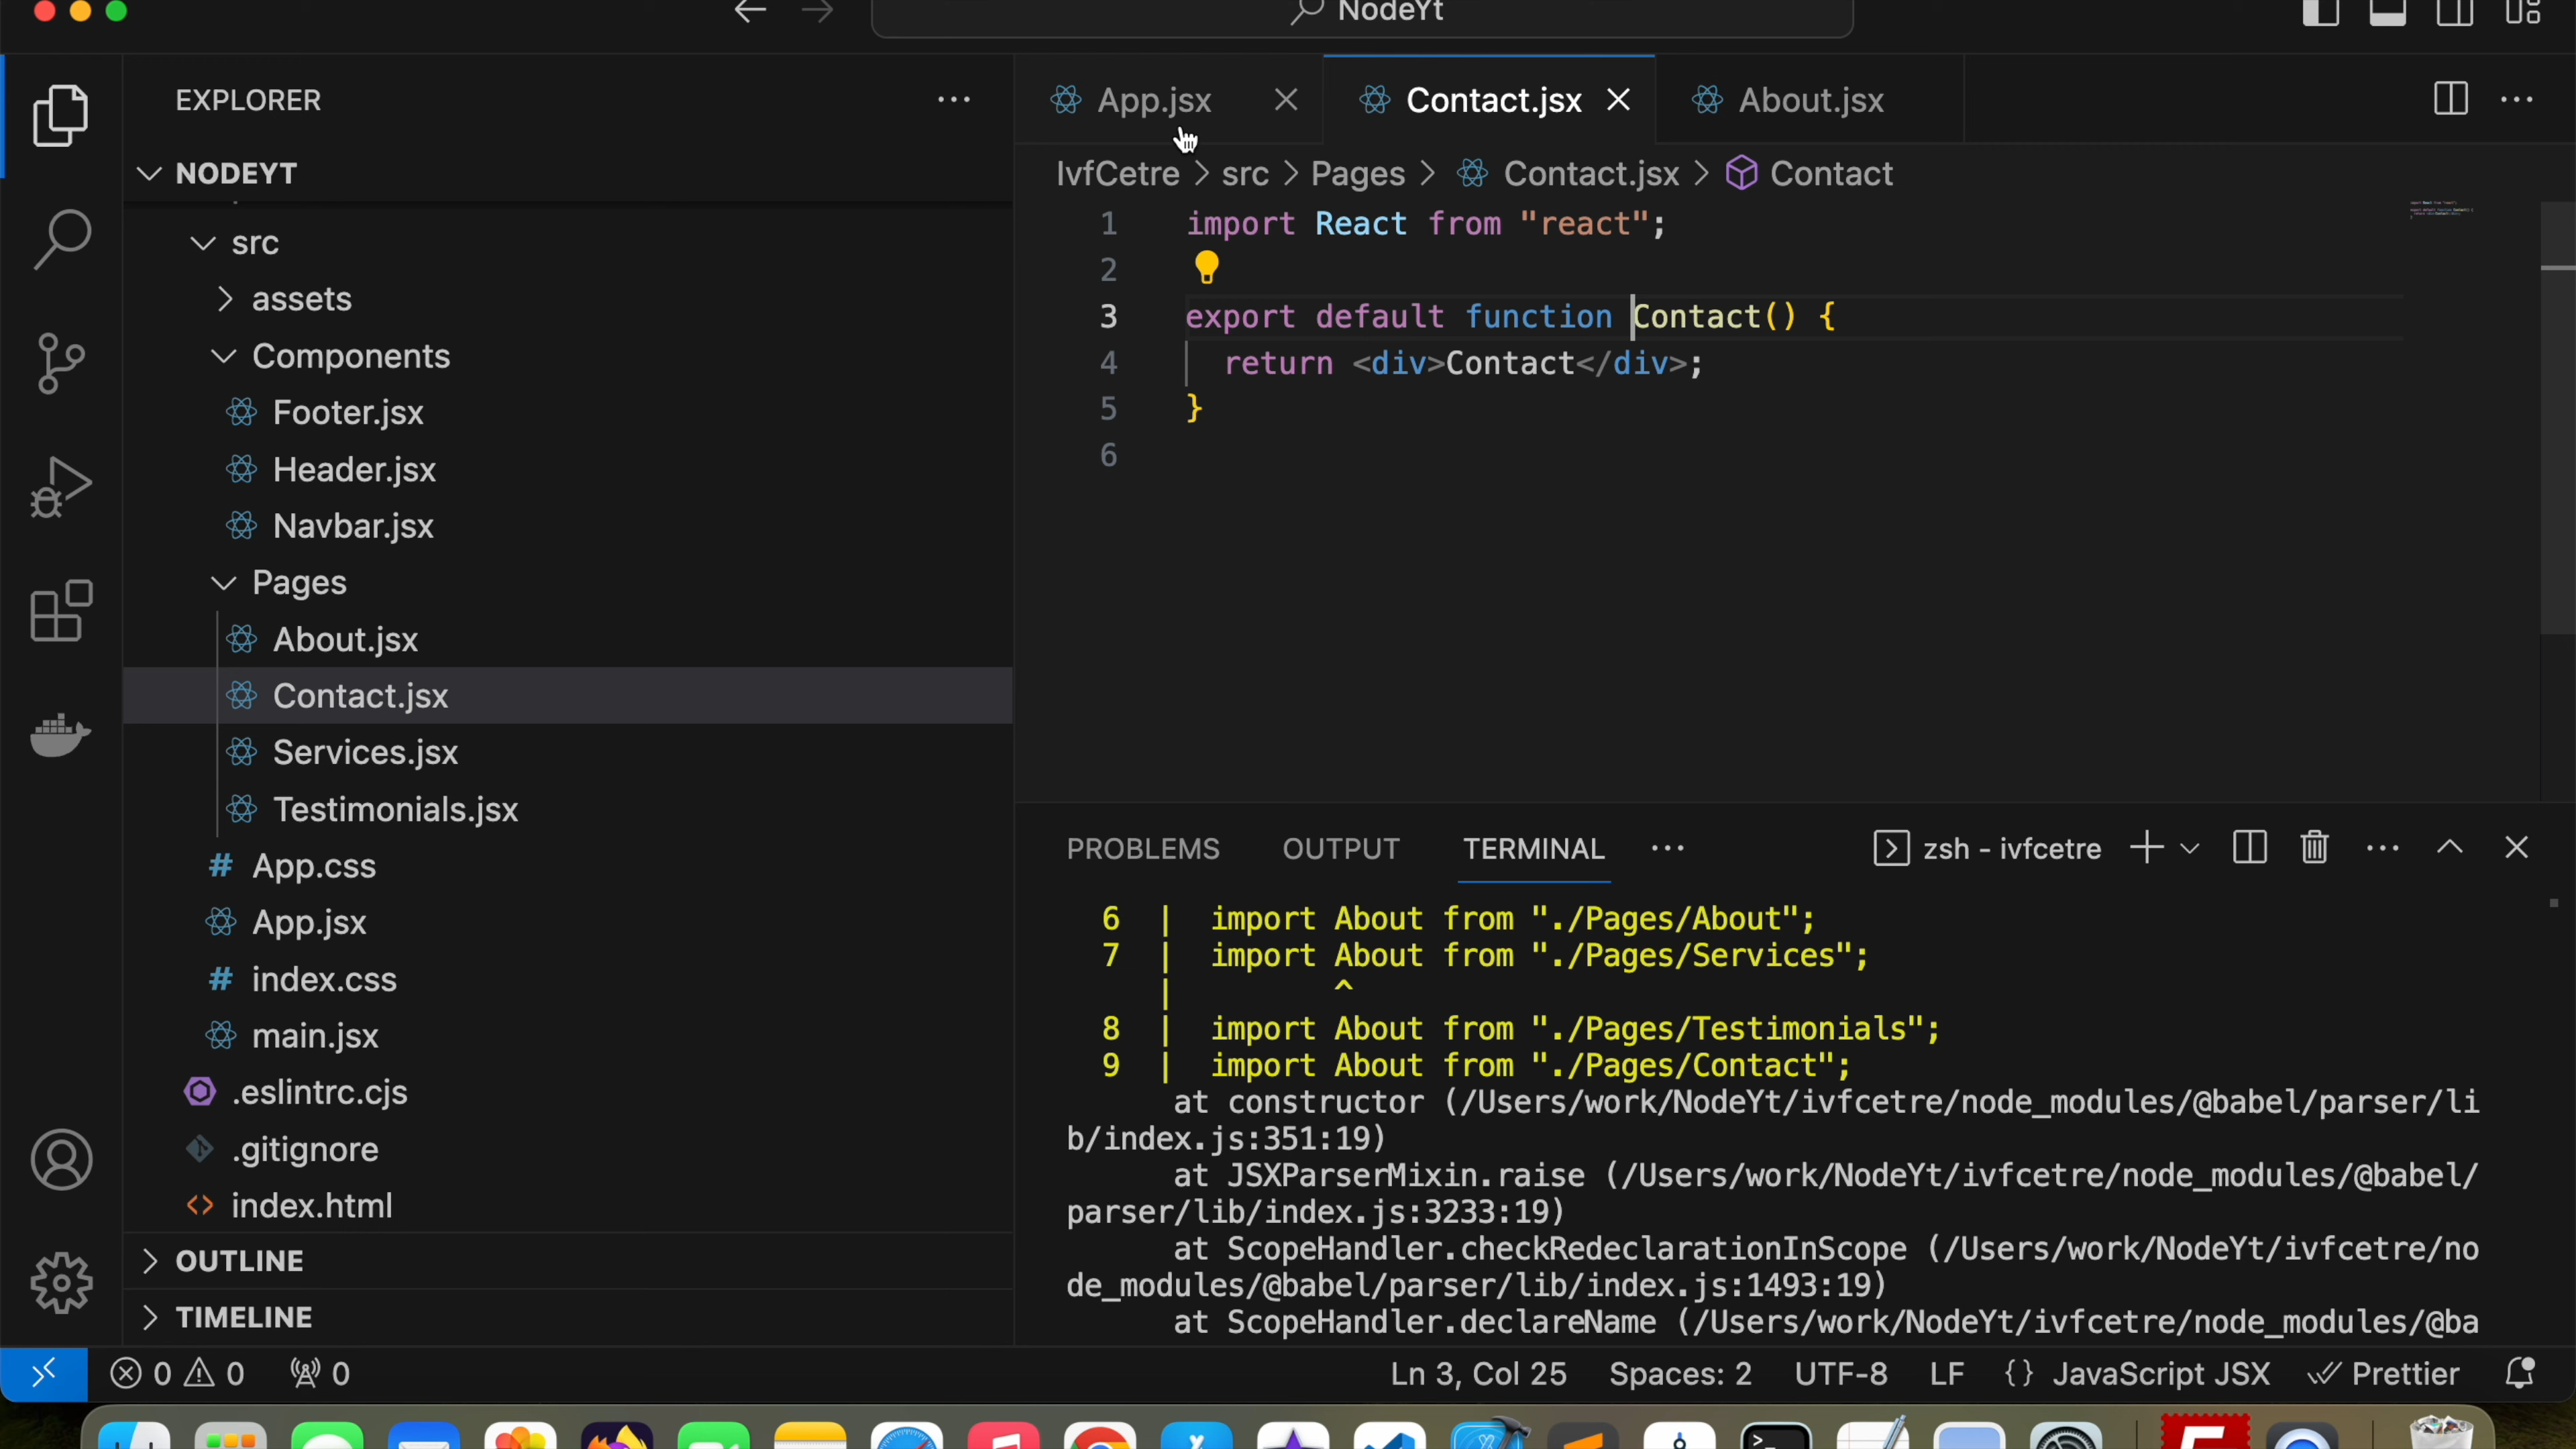 NodeYt
EXPLORER
NODEYT
src
assets
Components
Footer.jsx
Header.jsx
Navbar.jsx
Pages
About.jsx
Contact.jsx
Services.jsx
Testimonials.jsx
App.css
App.jsx
index.css
main.jsx
.eslintrc.cjs
.gitignore
index.html
OUTLINE
TIMELINE
App.jsx
Contact.jsx
About.jsx
IvfCetre > src > Pages > Contact.jsx > Contact
1 import React from "react";
2
3 export default function Contact() {
4 return <div>Contact</div>;
5 }
6
PROBLEMS OUTPUT TERMINAL
zsh - ivfcetre
6 | import About from "./Pages/About";
7 | import About from "./Pages/Services";
| ^
8 | import About from "./Pages/Testimonials";
9 | import About from "./Pages/Contact";
at constructor (/Users/work/NodeYt/ivfcetre/node_modules/@babel/parser/li
b/index.js:351:19)
at JSXParserMixin.raise (/Users/work/NodeYt/ivfcetre/node_modules/@babel/
parser/lib/index.js:3233:19)
at ScopeHandler.checkRedeclarationInScope (/Users/work/NodeYt/ivfcetre/no
de_modules/@babel/parser/lib/index.js:1493:19)
at ScopeHandler.declareName (/Users/work/NodeYt/ivfcetre/node_modules/@ba
0 0 0
Ln 3, Col 25 Spaces: 2 UTF-8 LF {} JavaScript JSX Prettier